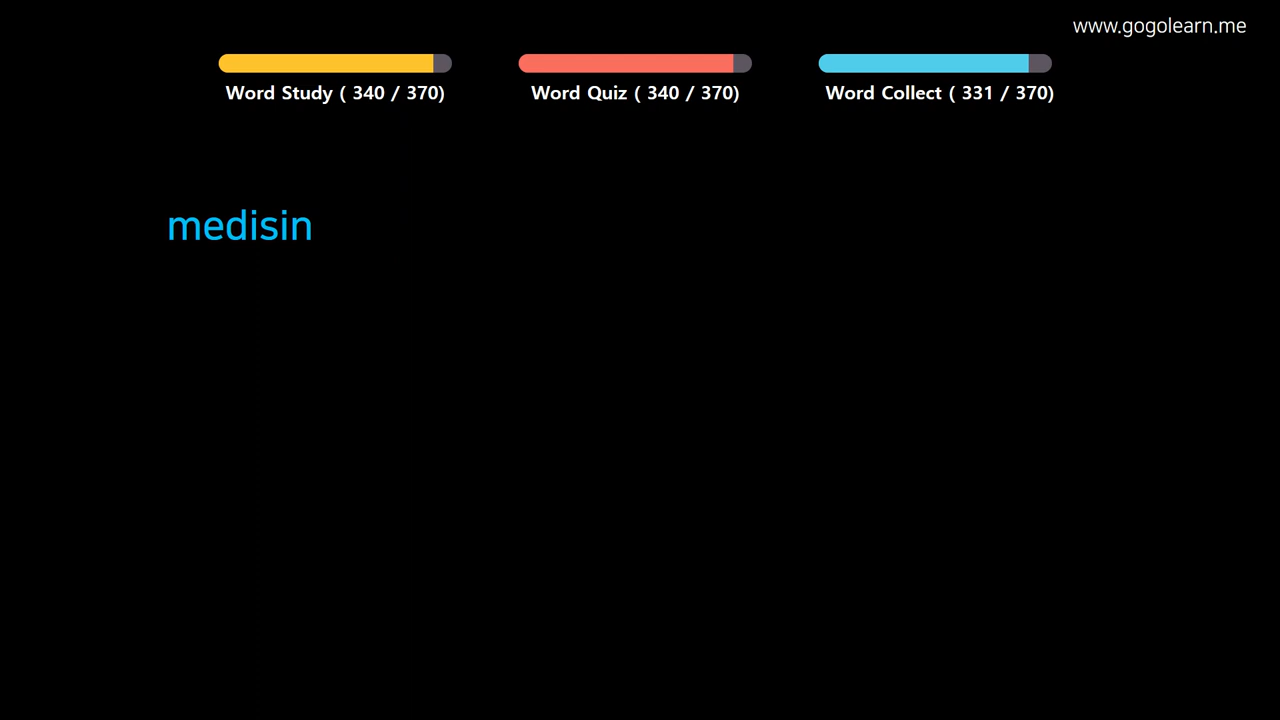 www.gogolearn.me
Word Study ( 340 / 370)
Word Quiz ( 340 / 370)
Word Collect ( 331 / 370)
medisin